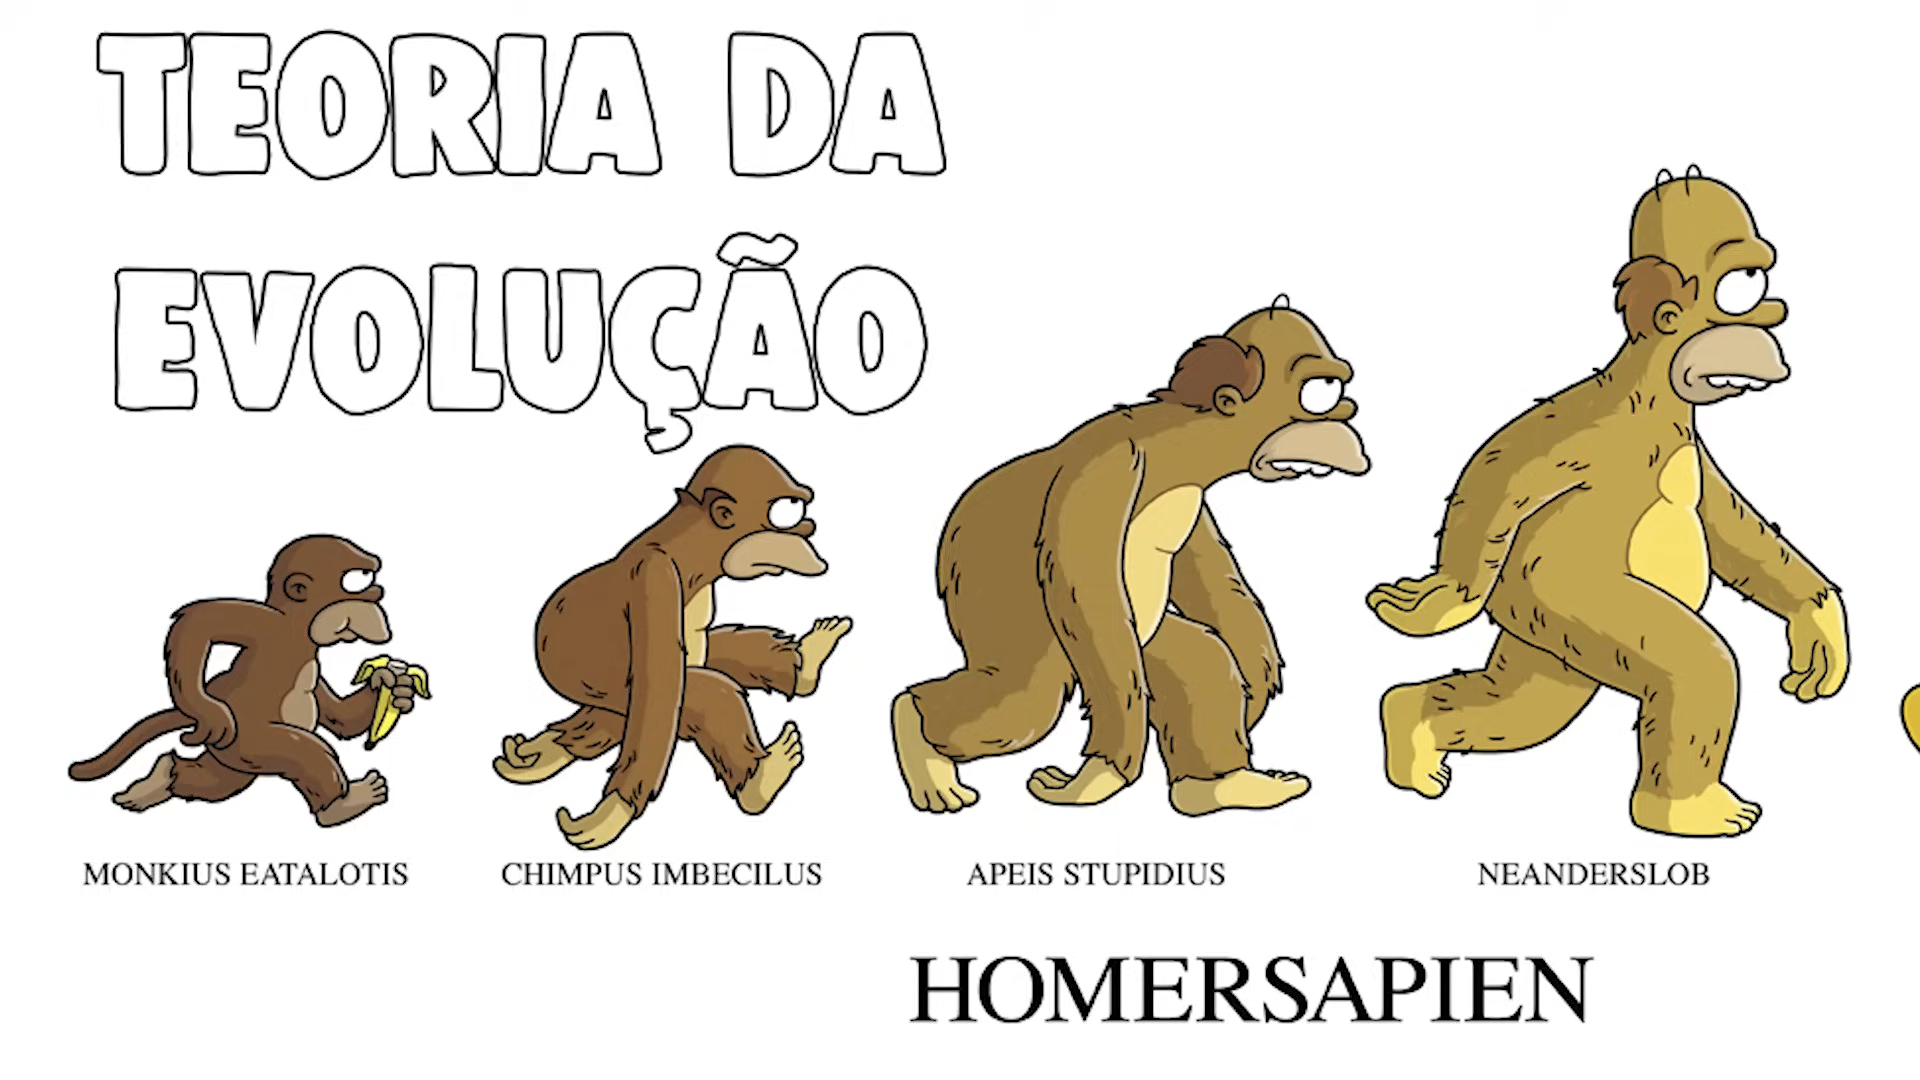 TEORIA DA
EVOLUÇÃO
MONKIUS EATALOTIS
CHIMPUS IMBECILUS
APEIS STUPIDIUS
NEANDERSLOB
HOMERSAPIEN